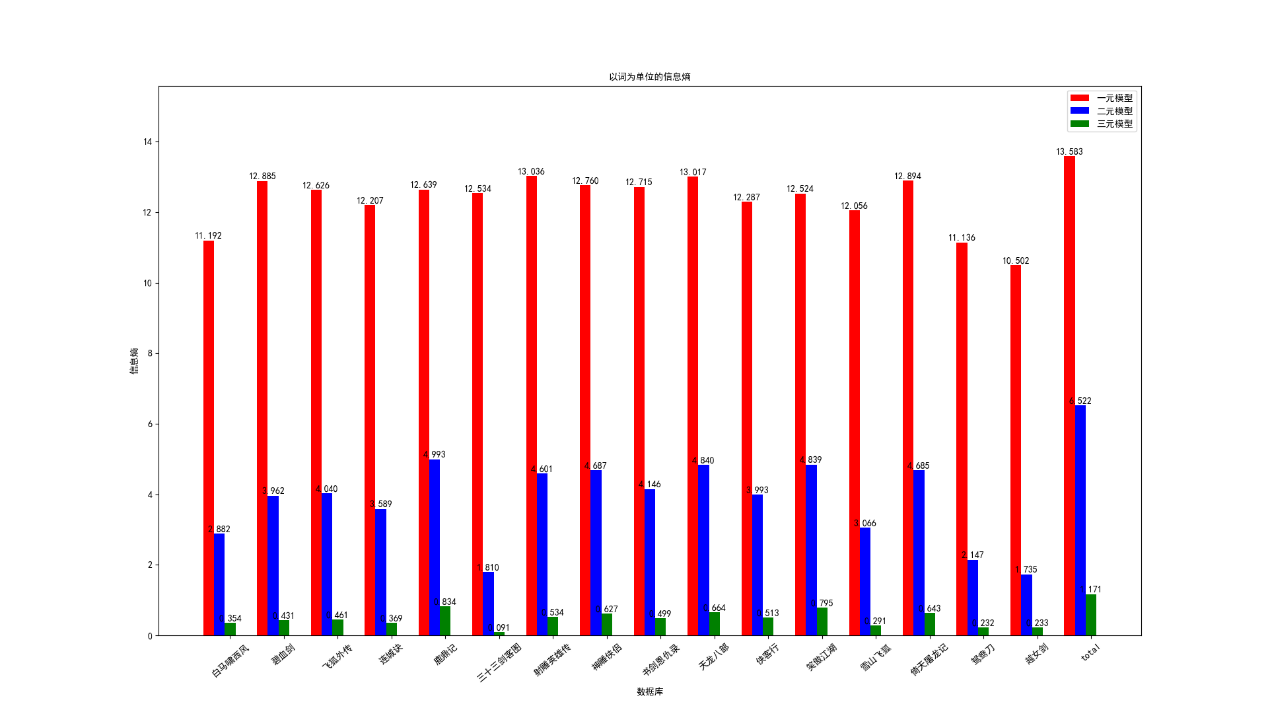 以词为单位的信息熵
一元模型
二元模型
三元模型
信息熵
14
12
10
8
6
4
2
0
11.192
12.885
12.626
12.207
12.639
12.534
13.036
12.760
12.715
13.017
12.287
12.524
12.056
12.894
11.136
10.502
13.583
2.882
3.962
4.040
3.589
4.993
1.810
4.601
4.687
4.146
4.840
3.993
4.839
3.066
4.685
2.147
1.735
6.522
0.354
0.431
0.461
0.369
0.834
0.091
0.534
0.627
0.499
0.664
0.513
0.795
0.291
0.643
0.232
0.233
1.171
白马啸西风
碧血剑
飞狐外传
连城诀
鹿鼎记
三十三剑客图
射雕英雄传
神雕侠侣
书剑恩仇录
天龙八部
侠客行
笑傲江湖
雪山飞狐
倚天屠龙记
鸳鸯刀
越女剑
total
数据库